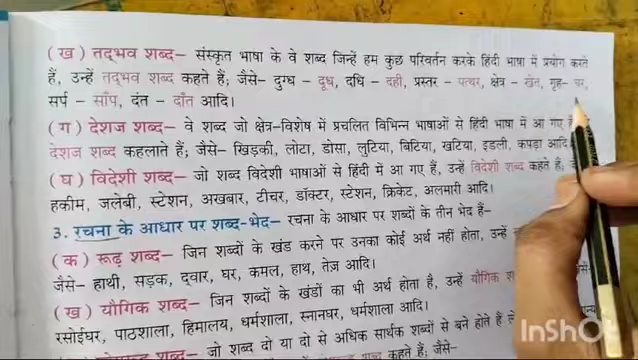 (ख) तद्भव शब्द– संस्कृत भाषा के वे शब्द जिन्हें हम कुछ परिवर्तन करके हिंदी भाषा में प्रयोग करते
हैं, उन्हें तद्भव शब्द कहते हैं; जैसे– दुग्ध – दूध, दधि – दही, प्रस्तर – पत्थर, क्षेत्र – खेत, गृह– घर,
सर्प – साँप, दंत – दाँत आदि।
(ग) देशज शब्द– वे शब्द जो क्षेत्र-विशेष में प्रचलित विभिन्न भाषाओं से हिंदी भाषा में आ गए हैं
देशज शब्द कहलाते हैं; जैसे– खिड़की, लोटा, डोसा, लुटिया, बिटिया, खटिया, इडली, कपड़ा आदि
(घ) विदेशी शब्द– जो शब्द विदेशी भाषाओं से हिंदी में आ गए हैं, उन्हें विदेशी शब्द कहते हैं;
हकीम, जलेबी, स्टेशन, अखबार, टीचर, डॉक्टर, स्टेशन, क्रिकेट, अलमारी आदि।
3. रचना के आधार पर शब्द-भेद– रचना के आधार पर शब्दों के तीन भेद हैं–
(क) रूढ़ शब्द– जिन शब्दों के खंड करने पर उनका कोई अर्थ नहीं होता, उन्हें
जैसे– हाथी, सड़क, द्वार, घर, कमल, हाथ, तेज़ आदि।
(ख) यौगिक शब्द– जिन शब्दों के खंडों का भी अर्थ होता है, उन्हें यौगिक
रसोईघर, पाठशाला, हिमालय, धर्मशाला, स्नानघर, धर्मशाला आदि।
शब्द– जो शब्द दो या दो से अधिक सार्थक शब्दों से बने होते हैं
कहते हैं; जैसे–
InShot